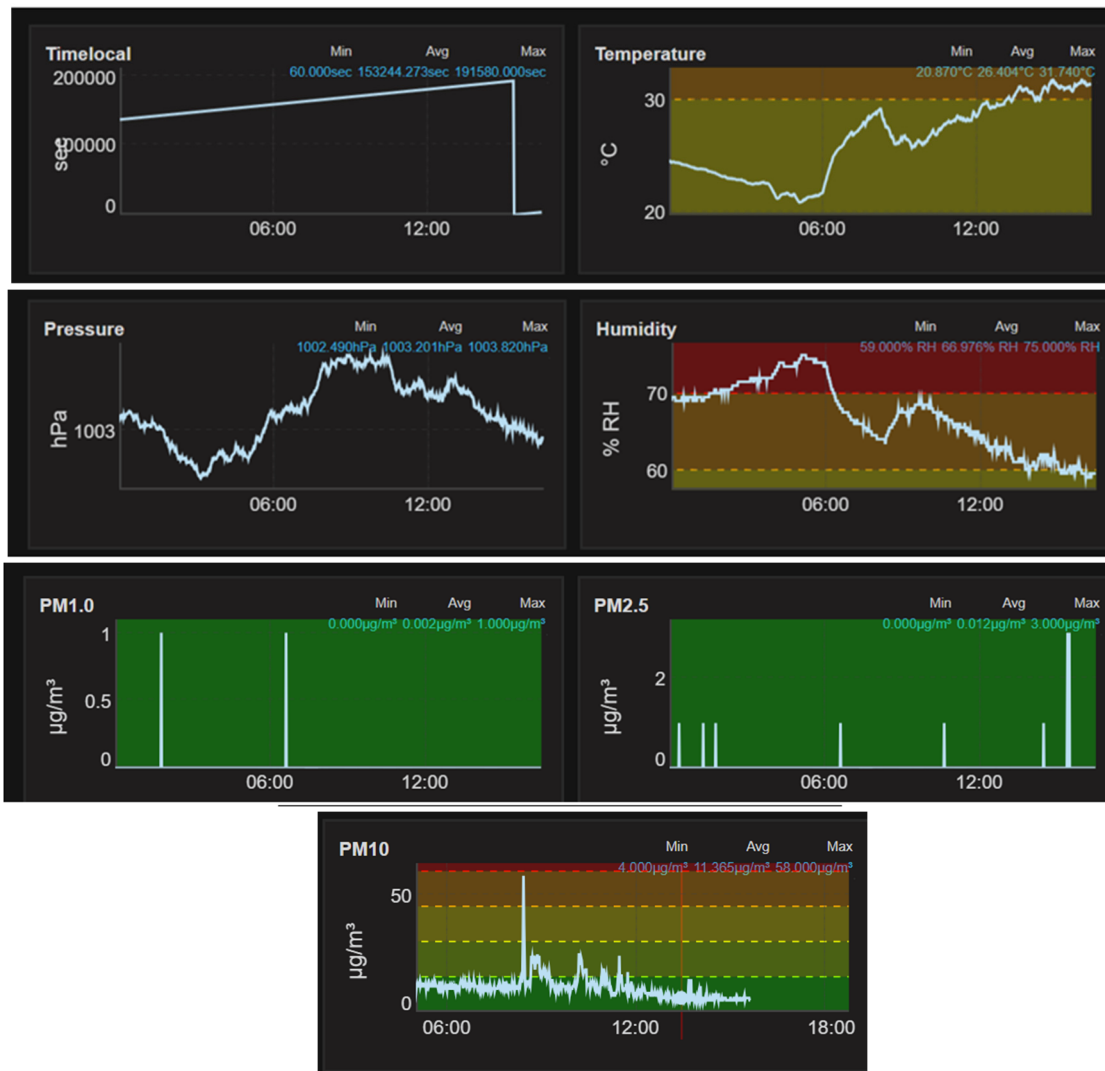 Timelocal Min Avg Max
60.000sec 153244.273sec 191580.000sec
200000
100000
0
sec
06:00 12:00
Temperature Min Avg Max
20.870°C 26.404°C 31.740°C
30
20
°C
06:00 12:00
Pressure Min Avg Max
1002.490hPa 1003.201hPa 1003.820hPa
hPa
1003
06:00 12:00
Humidity Min Avg Max
59.000% RH 66.976% RH 75.000% RH
70
60
% RH
06:00 12:00
PM1.0 Min Avg Max
0.000µg/m³ 0.002µg/m³ 1.000µg/m³
1
0.5
0
µg/m³
06:00 12:00
PM2.5 Min Avg Max
0.000µg/m³ 0.012µg/m³ 3.000µg/m³
2
0
µg/m³
06:00 12:00
PM10 Min Avg Max
4.000µg/m³ 11.365µg/m³ 58.000µg/m³
50
0
µg/m³
06:00 12:00 18:00